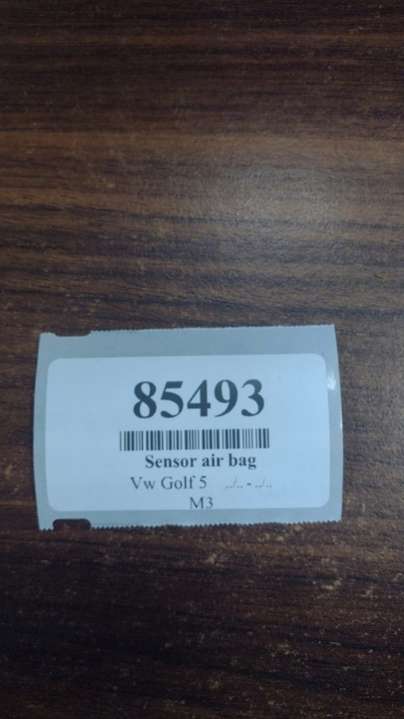 85493
Sensor air bag
Vw Golf 5 ../.. - ../..
M3